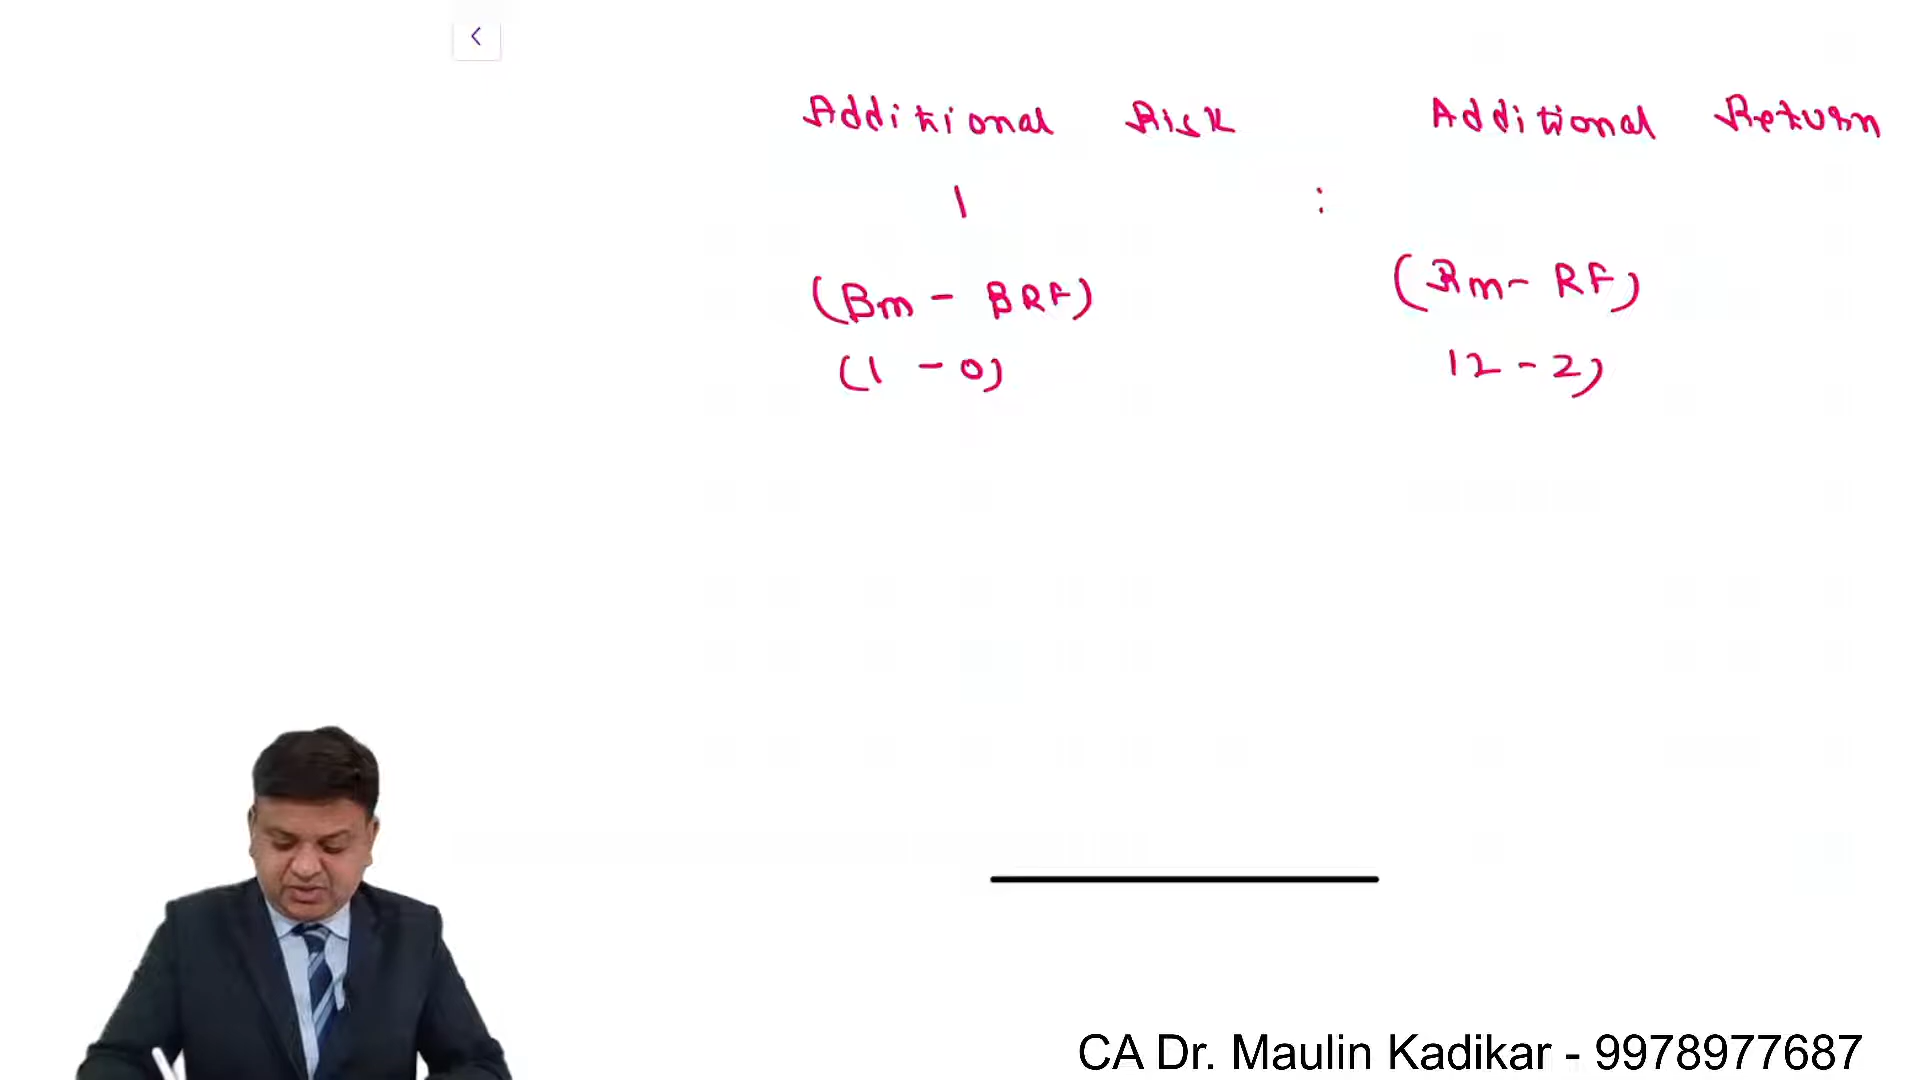 Additional Risk Additional Return
1 :
(Bm - BRF) (Rm - RF)
(1 - 0) 12 - 2)
CA Dr. Maulin Kadikar - 9978977687